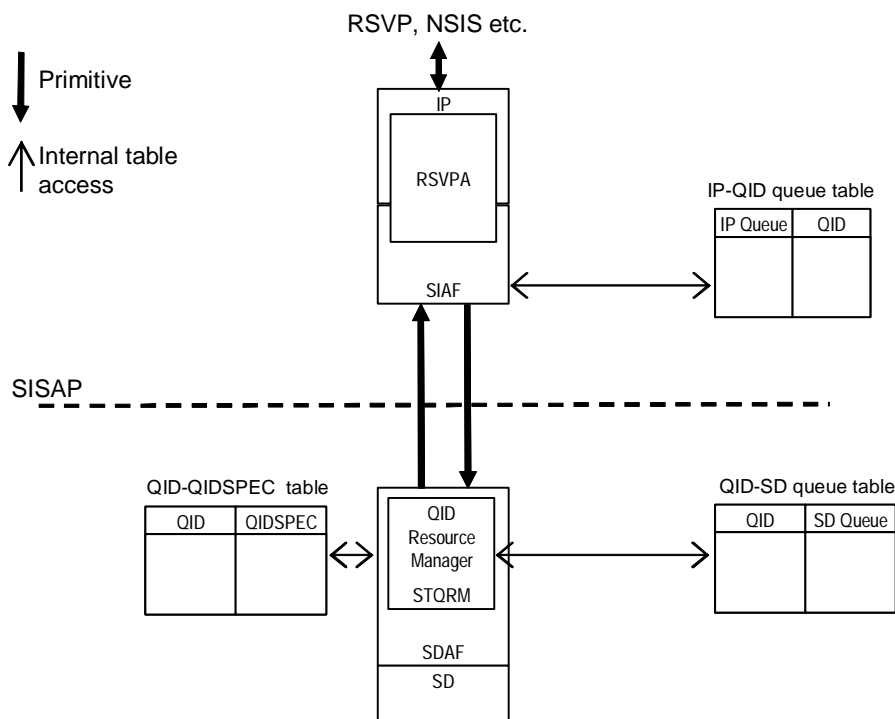 RSVP, NSIS etc.
Primitive
Internal table
access
IP
RSVPA
SIAF
IP-QID queue table
IP Queue QID
SISAP
QID-QIDSPEC table
QID QIDSPEC
QID
Resource
Manager
STQRM
SDAF
SD
QID-SD queue table
QID SD Queue